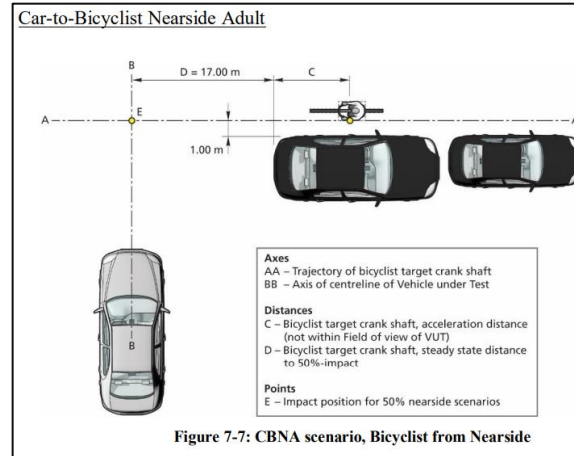 Car-to-Bicyclist Nearside Adult
B
D = 17.00 m
C
E
A
A
1.00 m
B
Axes
AA – Trajectory of bicyclist target crank shaft
BB – Axis of centreline of Vehicle under Test
Distances
C – Bicyclist target crank shaft, acceleration distance
(not within Field of view of VUT)
D – Bicyclist target crank shaft, steady state distance
to 50%-impact
Points
E – Impact position for 50% nearside scenarios
Figure 7-7: CBNA scenario, Bicyclist from Nearside